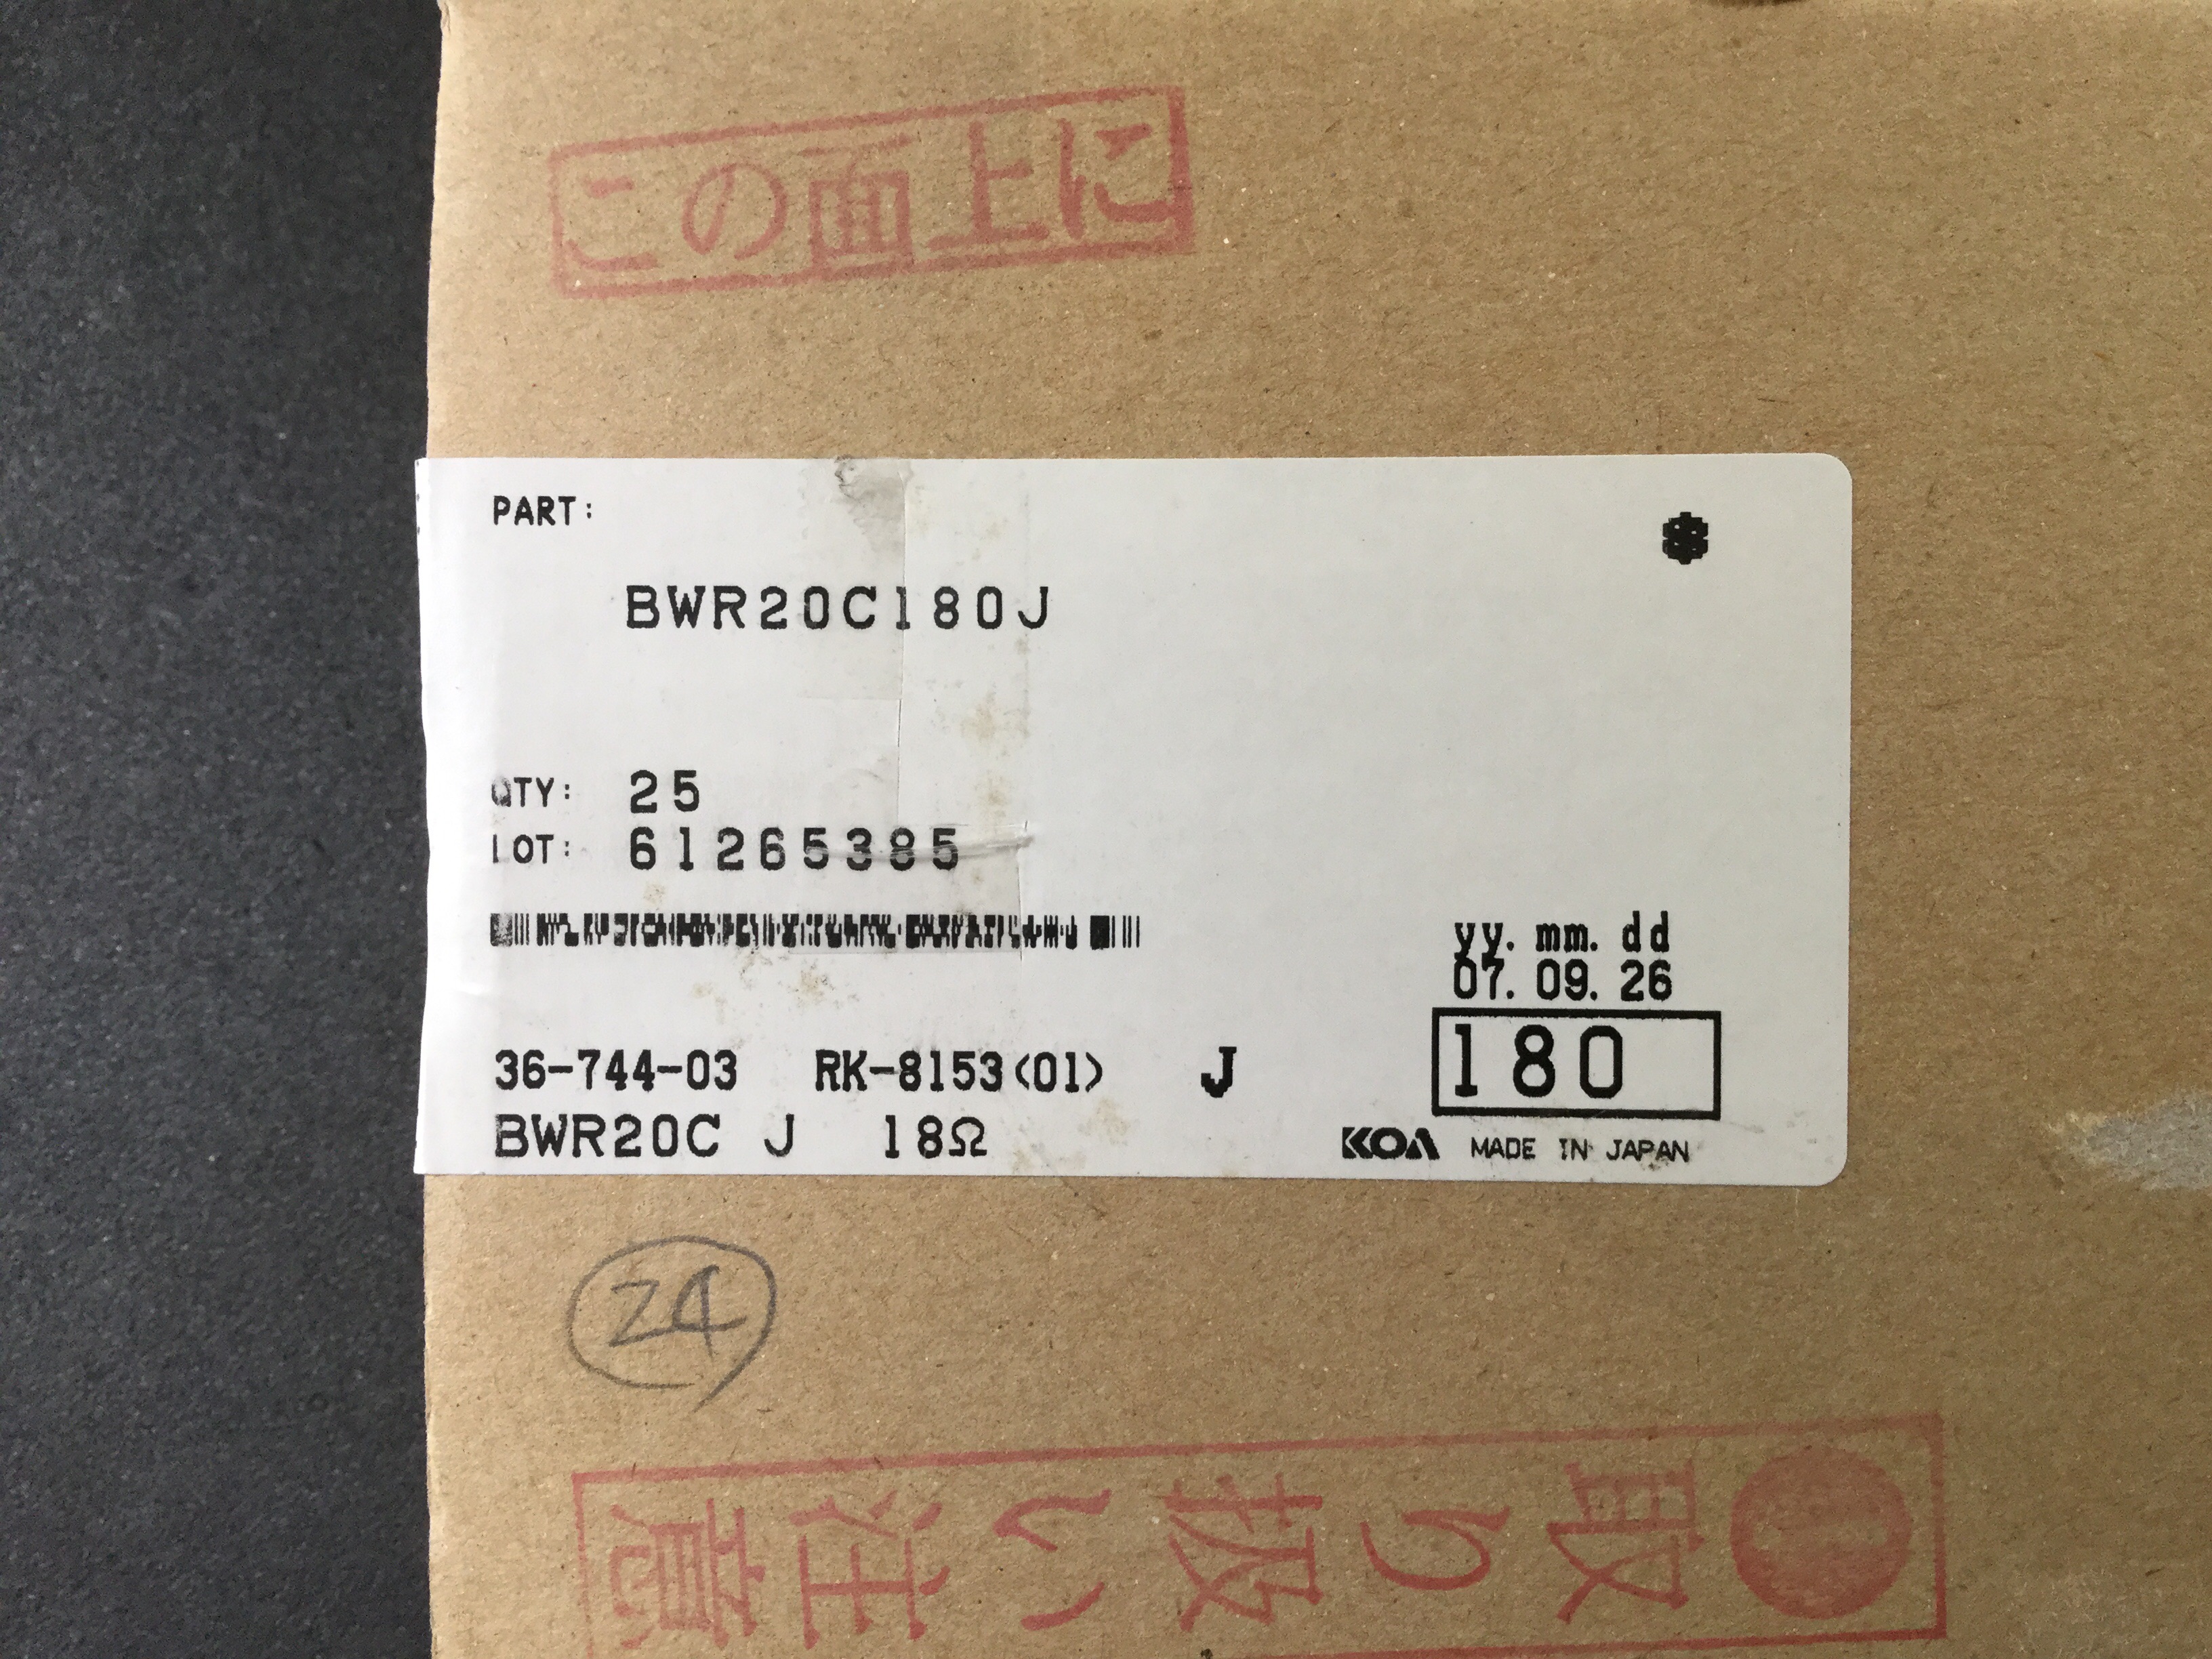 この面上に
PART:
BWR20C180J
QTY: 25
LOT: 61265385
yy. mm. dd
07. 09. 26
180
36-744-03 RK-8153(01) J
BWR20C J 18Ω
KOA MADE IN JAPAN
24
取り扱い注意